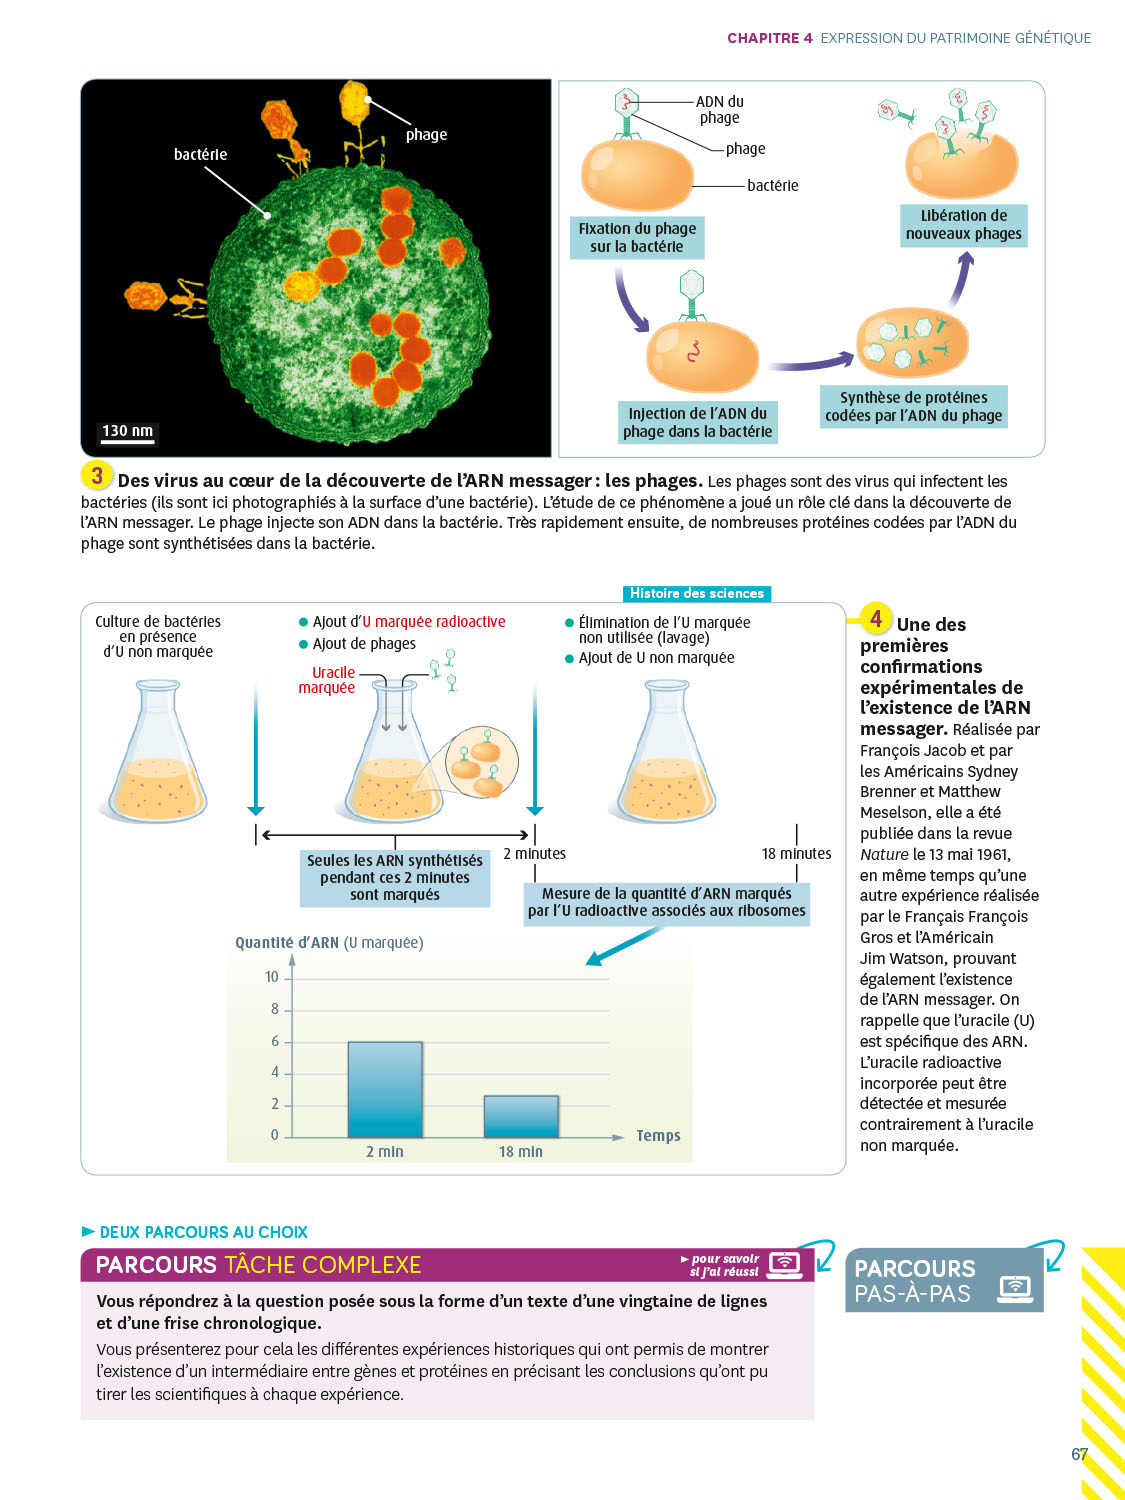 CHAPITRE 4 EXPRESSION DU PATRIMOINE GÉNÉTIQUE
bactérie
phage
130 nm
ADN du
phage
phage
bactérie
Fixation du phage
sur la bactérie
Libération de
nouveaux phages
Injection de l'ADN du
phage dans la bactérie
Synthèse de protéines
codées par l'ADN du phage
3 Des virus au cœur de la découverte de l'ARN messager : les phages. Les phages sont des virus qui infectent les
bactéries (ils sont ici photographiés à la surface d'une bactérie). L'étude de ce phénomène a joué un rôle clé dans la découverte de
l'ARN messager. Le phage injecte son ADN dans la bactérie. Très rapidement ensuite, de nombreuses protéines codées par l'ADN du
phage sont synthétisées dans la bactérie.
Histoire des sciences
Culture de bactéries
en présence
d'U non marquée
Ajout d'U marquée radioactive
Ajout de phages
Uracile
marquée
Élimination de l'U marquée
non utilisée (lavage)
Ajout de U non marquée
Seules les ARN synthétisés
pendant ces 2 minutes
sont marqués
2 minutes
18 minutes
Mesure de la quantité d'ARN marqués
par l'U radioactive associés aux ribosomes
Quantité d'ARN (U marquée)
10
8
6
4
2
0
2 min
18 min
Temps
4 Une des
premières
confirmations
expérimentales de
l'existence de l'ARN
messager. Réalisée par
François Jacob et par
les Américains Sydney
Brenner et Matthew
Meselson, elle a été
publiée dans la revue
Nature le 13 mai 1961,
en même temps qu'une
autre expérience réalisée
par le Français François
Gros et l'Américain
Jim Watson, prouvant
également l'existence
de l'ARN messager. On
rappelle que l'uracile (U)
est spécifique des ARN.
L'uracile radioactive
incorporée peut être
détectée et mesurée
contrairement à l'uracile
non marquée.
DEUX PARCOURS AU CHOIX
PARCOURS TÂCHE COMPLEXE
pour savoir
si j'ai réussi
Vous répondrez à la question posée sous la forme d'un texte d'une vingtaine de lignes
et d'une frise chronologique.
Vous présenterez pour cela les différentes expériences historiques qui ont permis de montrer
l'existence d'un intermédiaire entre gènes et protéines en précisant les conclusions qu'ont pu
tirer les scientifiques à chaque expérience.
PARCOURS
PAS-À-PAS
67